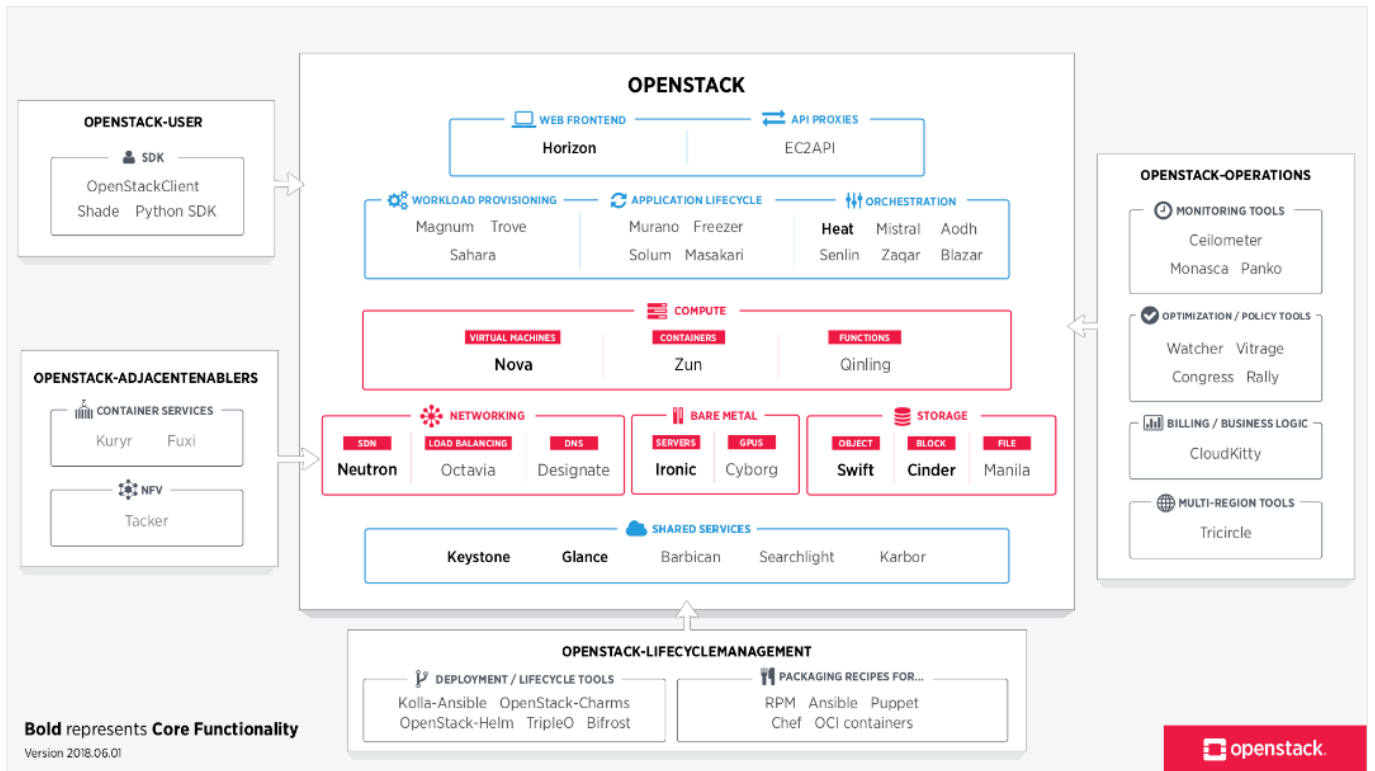 OPENSTACK
WEB FRONTEND API PROXIES
Horizon EC2API
WORKLOAD PROVISIONING APPLICATION LIFECYCLE ORCHESTRATION
Magnum Trove Murano Freezer Heat Mistral Aodh
Sahara Solum Masakari Senlin Zaqar Blazar
COMPUTE
VIRTUAL MACHINES CONTAINERS FUNCTIONS
Nova Zun Qinling
NETWORKING BARE METAL STORAGE
SDN LOAD BALANCING DNS SERVERS GPUS OBJECT BLOCK FILE
Neutron Octavia Designate Ironic Cyborg Swift Cinder Manila
SHARED SERVICES
Keystone Glance Barbican Searchlight Karbor
OPENSTACK-USER
SDK
OpenStackClient
Shade Python SDK
OPENSTACK-ADJACENTENABLERS
CONTAINER SERVICES
Kuryr Fuxi
NFV
Tacker
OPENSTACK-OPERATIONS
MONITORING TOOLS
Ceilometer
Monasca Panko
OPTIMIZATION / POLICY TOOLS
Watcher Vitrage
Congress Rally
BILLING / BUSINESS LOGIC
CloudKitty
MULTI-REGION TOOLS
Tricircle
OPENSTACK-LIFECYCLEMANAGEMENT
DEPLOYMENT / LIFECYCLE TOOLS
Kolla-Ansible OpenStack-Charms
OpenStack-Helm TripleO Bifrost
PACKAGING RECIPES FOR...
RPM Ansible Puppet
Chef OCI containers
Bold represents Core Functionality
Version 2018.06.01
openstack.